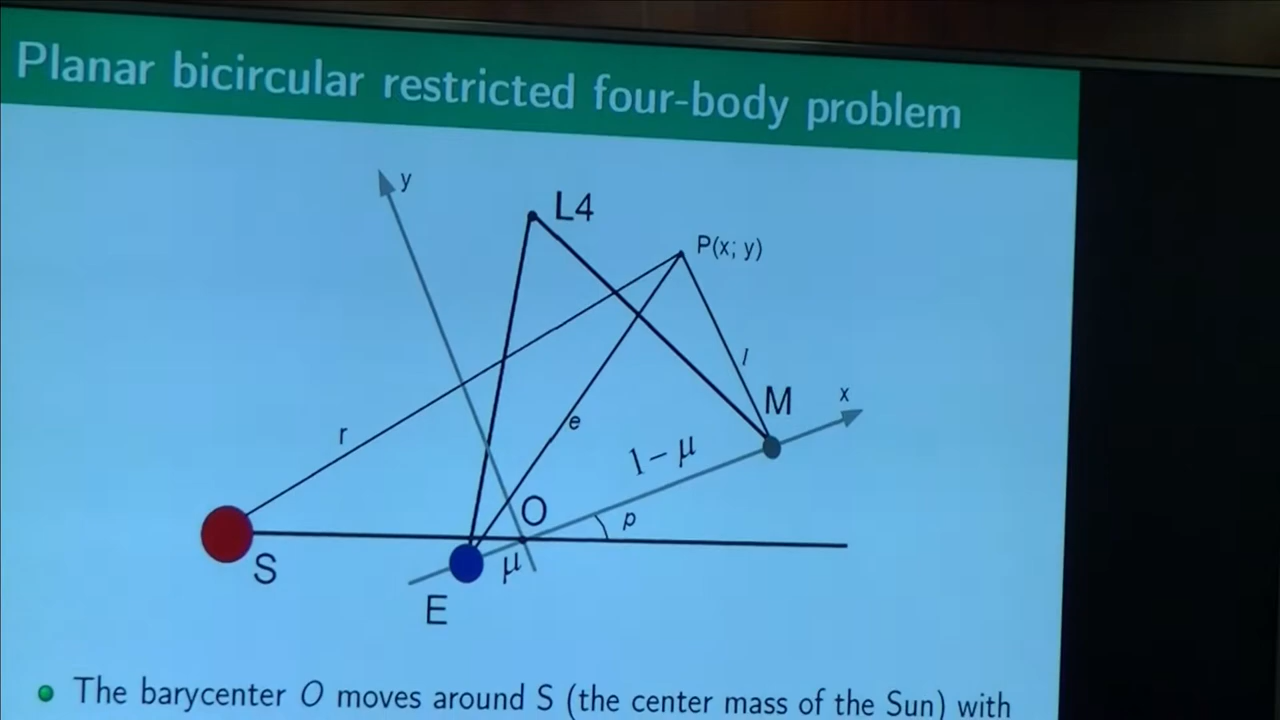 Planar bicircular restricted four-body problem
y
L4
P(x; y)
l
M
x
r
e
1 − μ
O
ρ
S
μ
E
The barycenter O moves around S (the center mass of the Sun) with